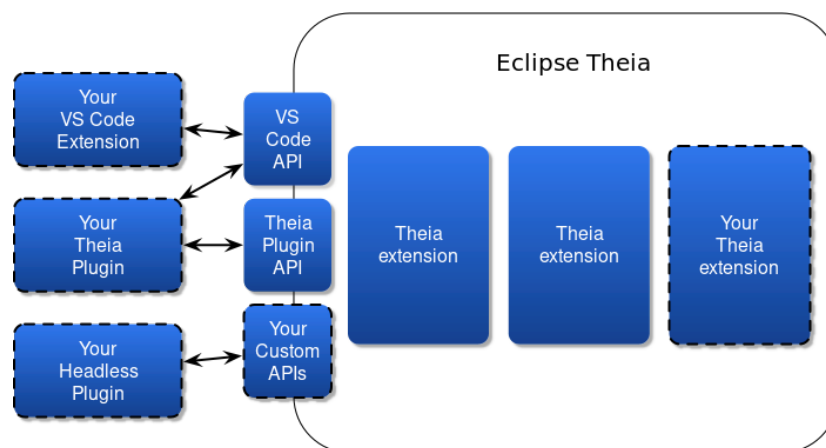 Eclipse Theia
Your
VS Code
Extension
VS
Code
API
Your
Theia
Plugin
Theia
Plugin
API
Your
Headless
Plugin
Your
Custom
APIs
Theia
extension
Theia
extension
Your
Theia
extension